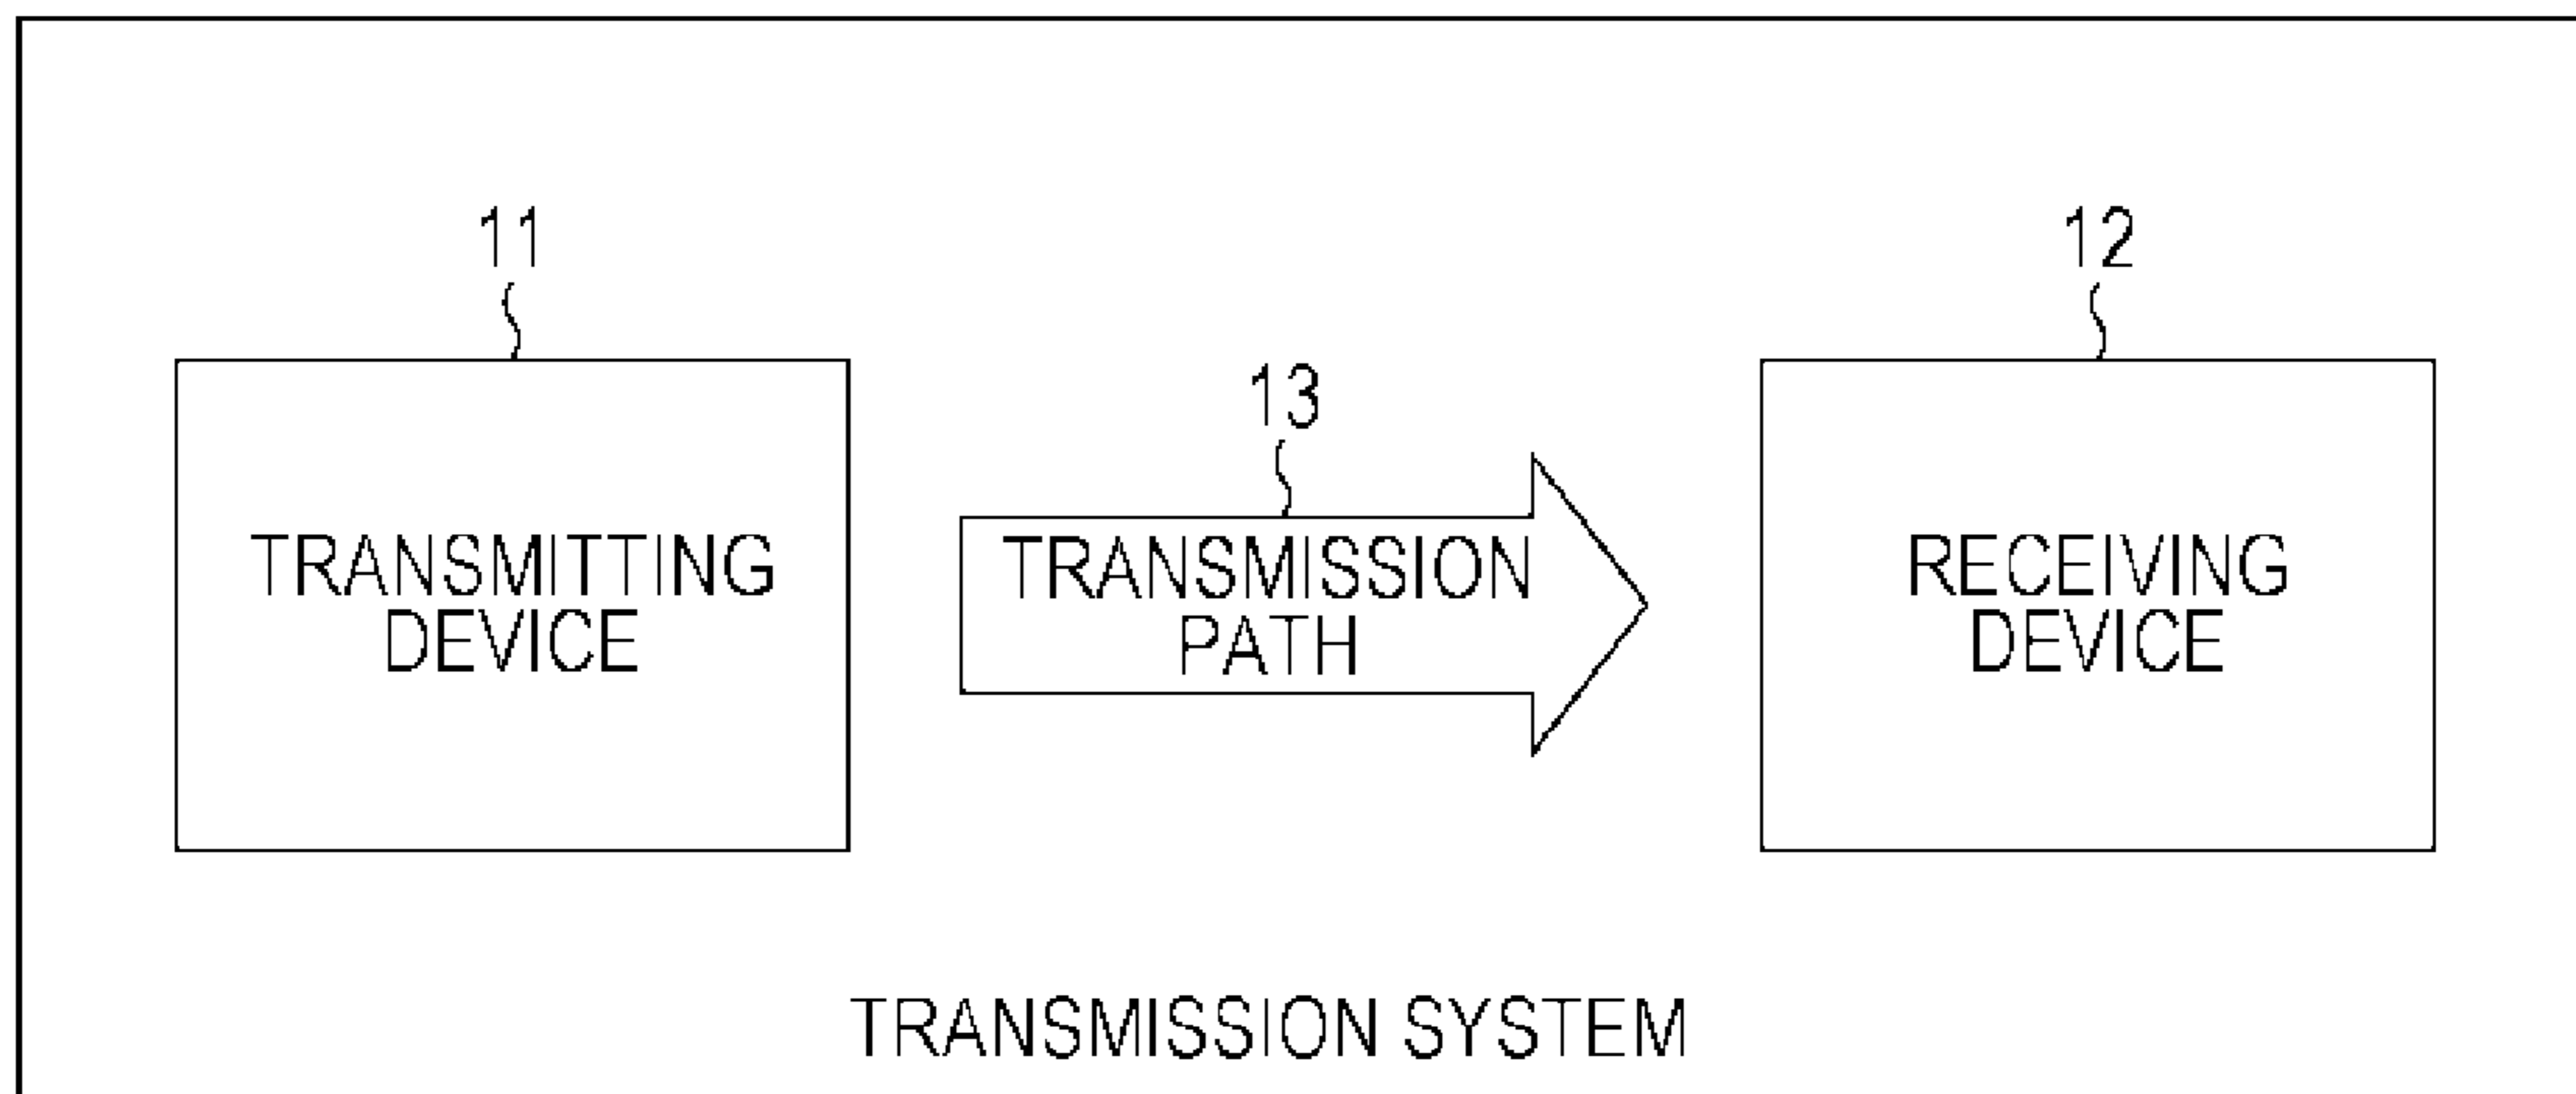 11
12
13
TRANSMITTING
DEVICE
TRANSMISSION
PATH
RECEIVING
DEVICE
TRANSMISSION SYSTEM